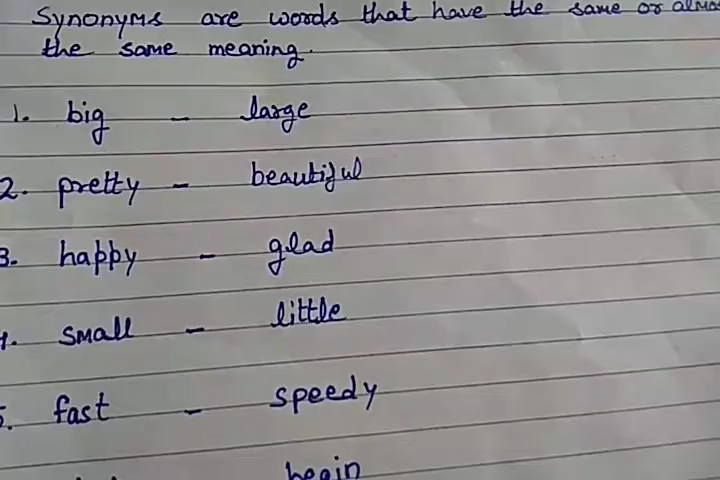 Synonyms are words that have the same or almos
the same meaning.
1. big - large
2. pretty - beautiful
3. happy - glad
4. small - little
5. fast - speedy
begin